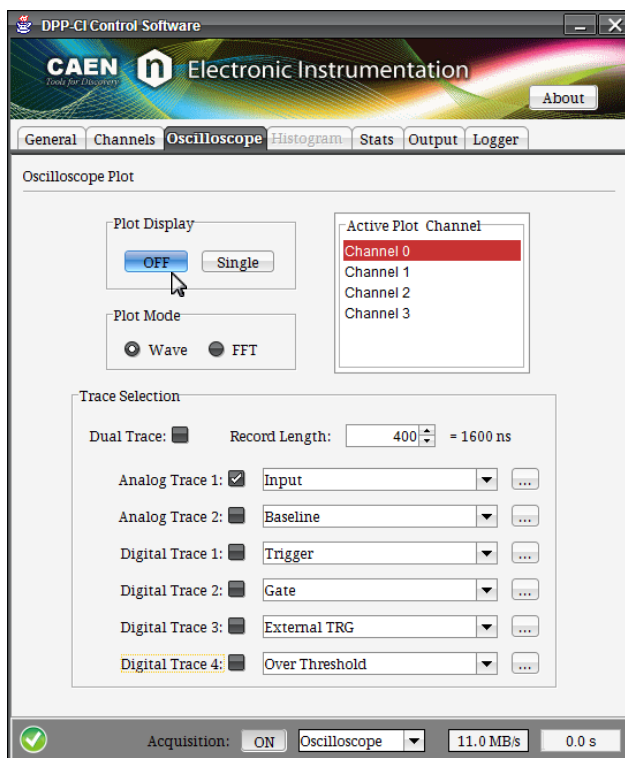 DPP-CI Control Software
CAEN n Electronic Instrumentation
Tools for Discovery
About
General Channels Oscilloscope Histogram Stats Output Logger
Oscilloscope Plot
Plot Display
OFF Single
Active Plot Channel
Channel 0
Channel 1
Channel 2
Channel 3
Plot Mode
Wave FFT
Trace Selection
Dual Trace: Record Length: 400 = 1600 ns
Analog Trace 1: Input ...
Analog Trace 2: Baseline ...
Digital Trace 1: Trigger ...
Digital Trace 2: Gate ...
Digital Trace 3: External TRG ...
Digital Trace 4: Over Threshold ...
Acquisition: ON Oscilloscope 11.0 MB/s 0.0 s